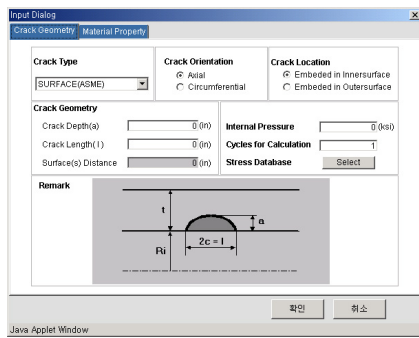 Input Dialog
Crack Geometry Material Property
Crack Type
SURFACE(ASME)
Crack Orientation
Axial
Circumferential
Crack Location
Embeded in Innersurface
Embeded in Outersurface
Crack Geometry
Crack Depth(a) 0 (in)
Crack Length( l ) 0 (in)
Surface(s) Distance 0 (in)
Internal Pressure 0 (ksi)
Cycles for Calculation 1
Stress Database Select
Remark
t
a
2c = l
Ri
확인 취소
Java Applet Window